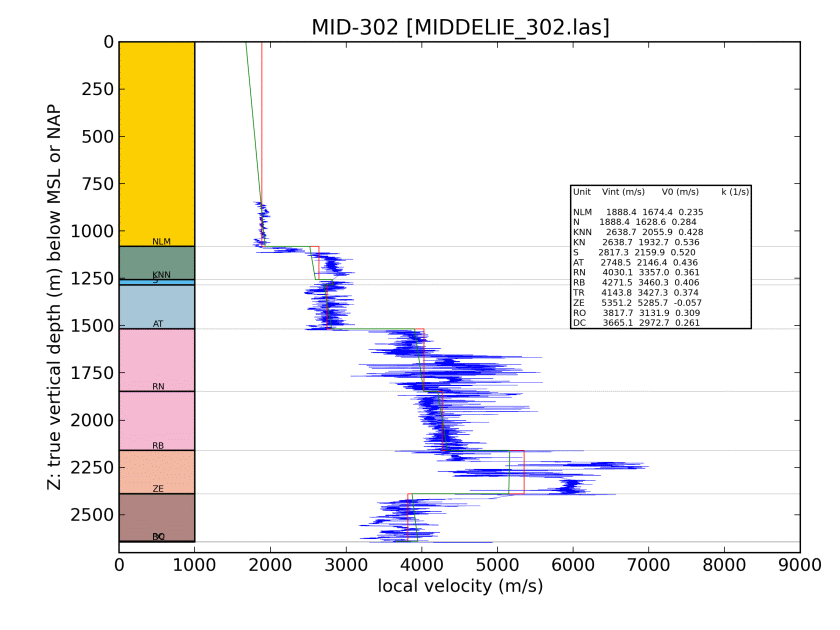 MID-302 [MIDDELIE_302.las]
0
250
500
750
1000
1250
1500
1750
2000
2250
2500
Z: true vertical depth (m) below MSL or NAP
NLM
KNN
S
AT
RN
RB
ZE
Unit Vint (m/s) V0 (m/s) k (1/s)
NLM 1888.4 1674.4 0.235
N 1888.4 1628.6 0.284
KNN 2638.7 2055.9 0.428
KN 2638.7 1932.7 0.536
S 2817.3 2159.9 0.520
AT 2748.5 2146.4 0.436
RN 4030.1 3357.0 0.361
RB 4271.5 3460.3 0.406
TR 4143.8 3427.3 0.374
ZE 5351.2 5285.7 -0.057
RO 3817.7 3131.9 0.309
DC 3665.1 2972.7 0.261
0 1000 2000 3000 4000 5000 6000 7000 8000 9000
local velocity (m/s)